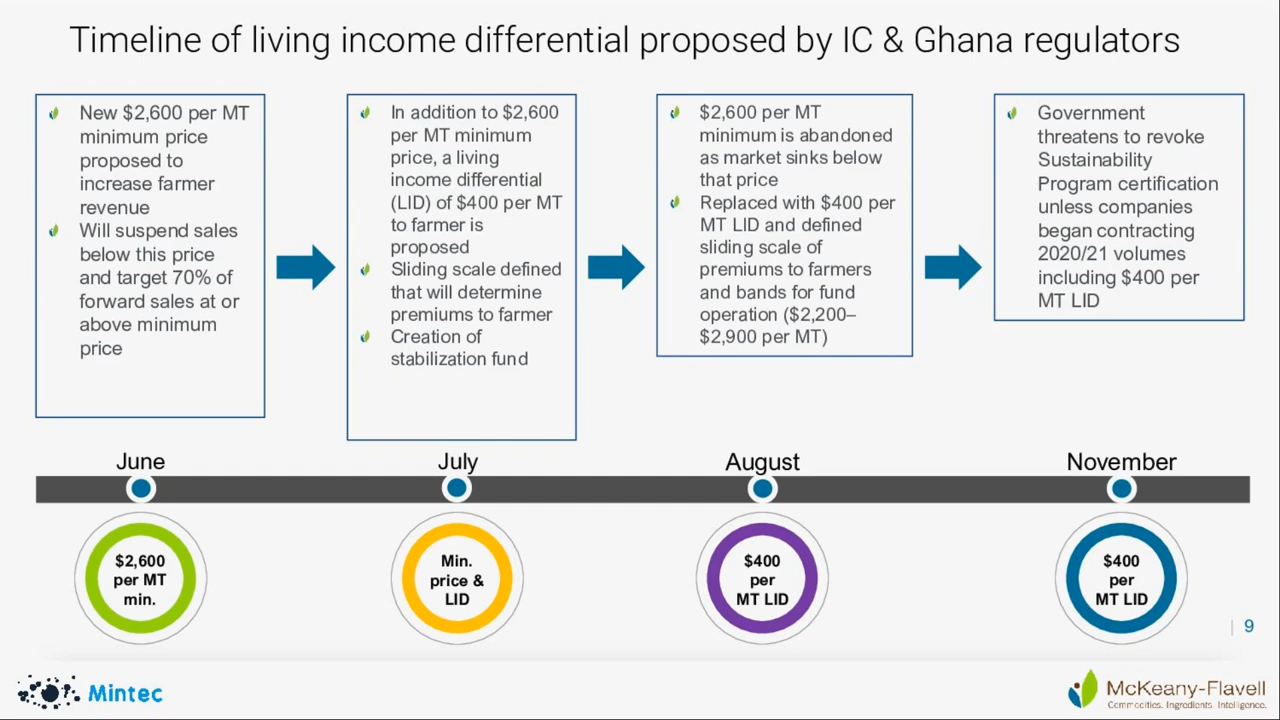 Timeline of living income differential proposed by IC & Ghana regulators
New $2,600 per MT
minimum price
proposed to
increase farmer
revenue
Will suspend sales
below this price
and target 70% of
forward sales at or
above minimum
price
In addition to $2,600
per MT minimum
price, a living
income differential
(LID) of $400 per MT
to farmer is
proposed
Sliding scale defined
that will determine
premiums to farmer
Creation of
stabilization fund
$2,600 per MT
minimum is abandoned
as market sinks below
that price
Replaced with $400 per
MT LID and defined
sliding scale of
premiums to farmers
and bands for fund
operation ($2,200–
$2,900 per MT)
Government
threatens to revoke
Sustainability
Program certification
unless companies
began contracting
2020/21 volumes
including $400 per
MT LID
June
July
August
November
$2,600
per MT
min.
Min.
price &
LID
$400
per
MT LID
$400
per
MT LID
9
Mintec
McKeany-Flavell
Commodities. Ingredients. Intelligence.